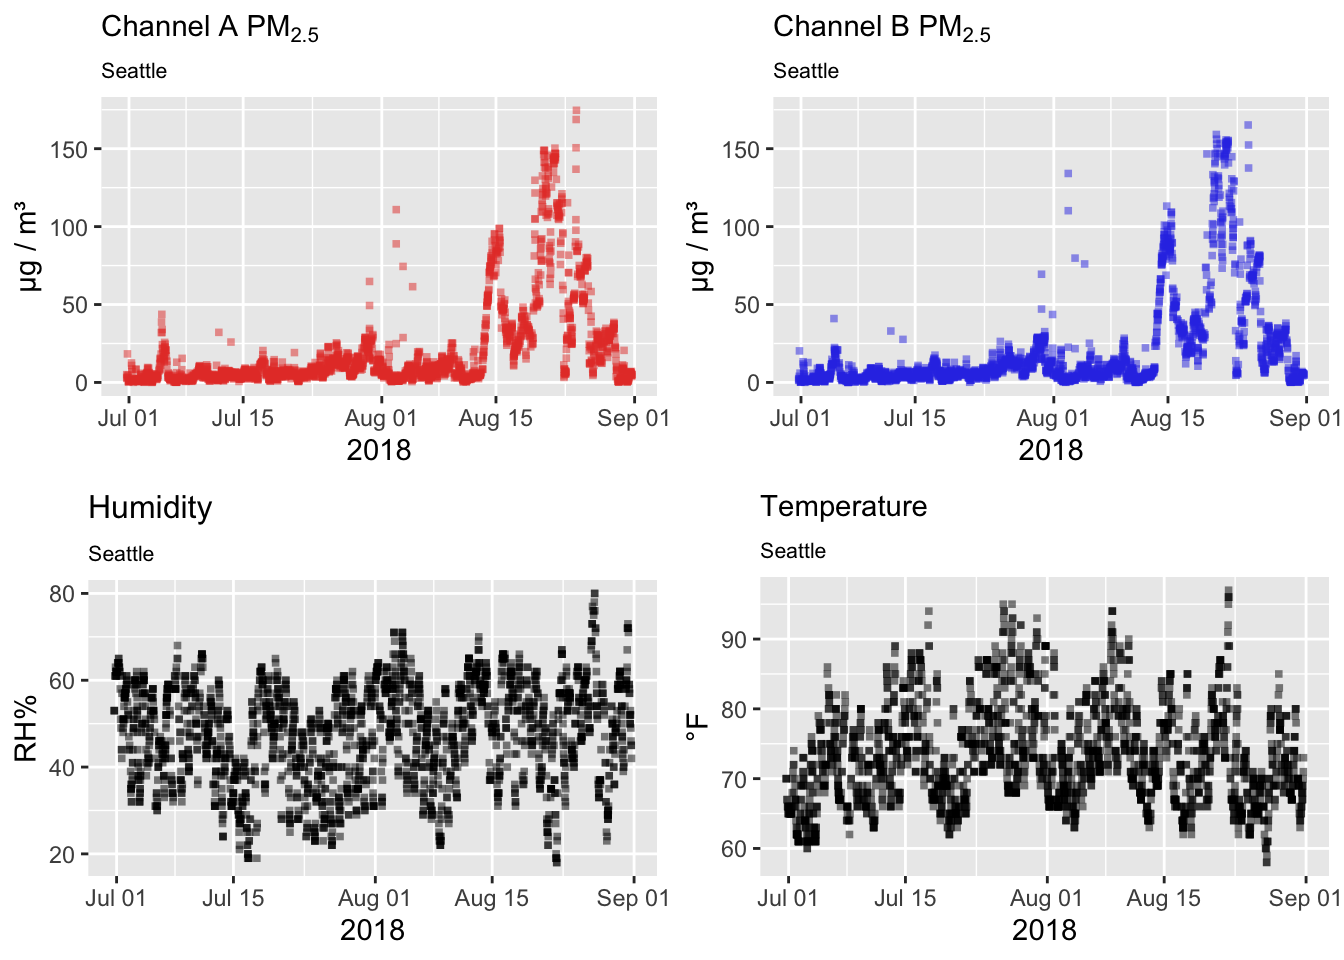 Channel A PM₂.₅
Seattle
µg / m³
150
100
50
0
Jul 01 Jul 15 Aug 01 Aug 15 Sep 01
2018
Channel B PM₂.₅
Seattle
µg / m³
150
100
50
0
Jul 01 Jul 15 Aug 01 Aug 15 Sep 01
2018
Humidity
Seattle
RH%
80
60
40
20
Jul 01 Jul 15 Aug 01 Aug 15 Sep 01
2018
Temperature
Seattle
°F
90
80
70
60
Jul 01 Jul 15 Aug 01 Aug 15 Sep 01
2018